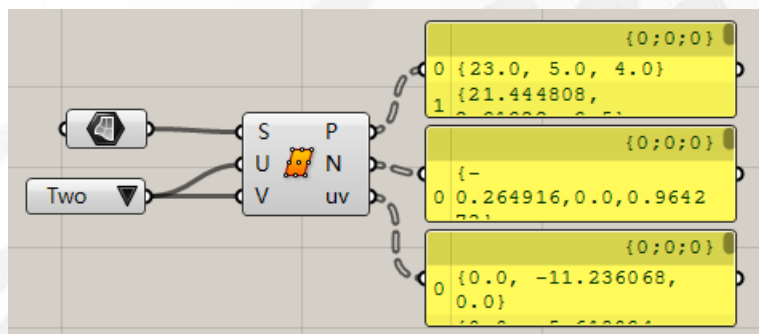 {0;0;0}
0 {23.0, 5.0, 4.0}
1 {21.444808,
S P
U N
V uv
Two
{0;0;0}
{-
0 0.264916,0.0,0.9642
{0;0;0}
0 {0.0, -11.236068,
0.0}